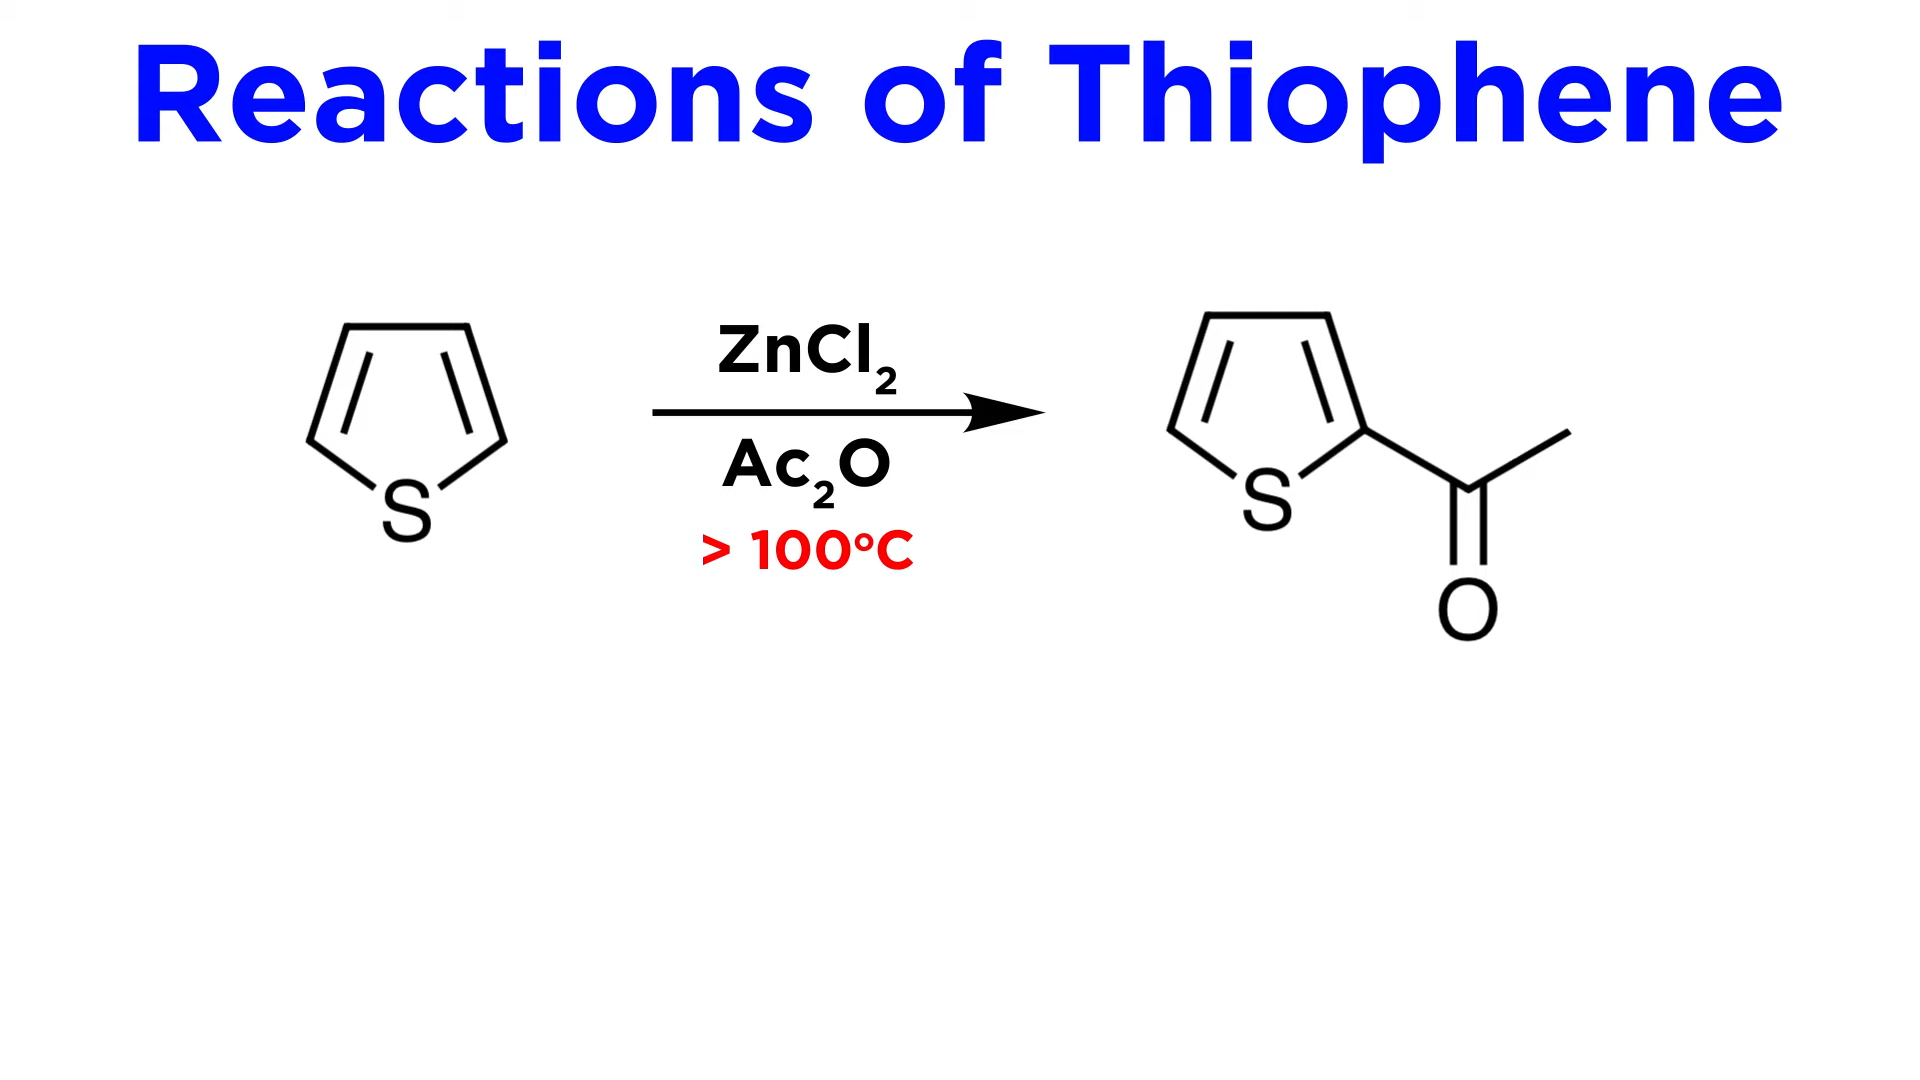 Reactions of Thiophene
ZnCl₂
Ac₂O
> 100°C
S
S
O